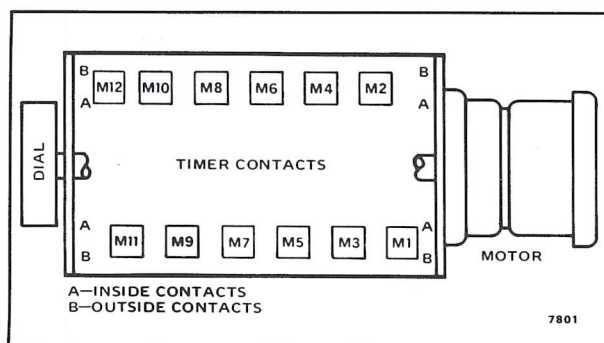 B B
M12 M10 M8 M6 M4 M2
A A
DIAL
TIMER CONTACTS
A A
M11 M9 M7 M5 M3 M1
B B
MOTOR
A—INSIDE CONTACTS
B—OUTSIDE CONTACTS
7801